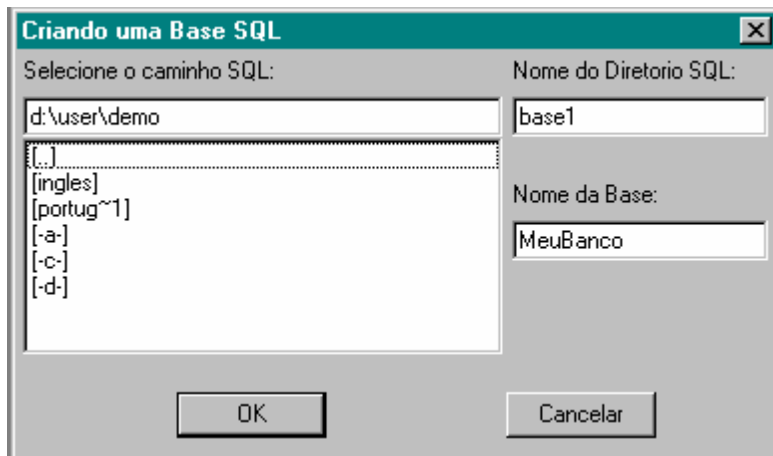 Criando uma Base SQL
Selecione o caminho SQL:
d:\user\demo
[..]
[ingles]
[portug~1]
[-a-]
[-c-]
[-d-]
Nome do Diretorio SQL:
base1
Nome da Base:
MeuBanco
OK
Cancelar